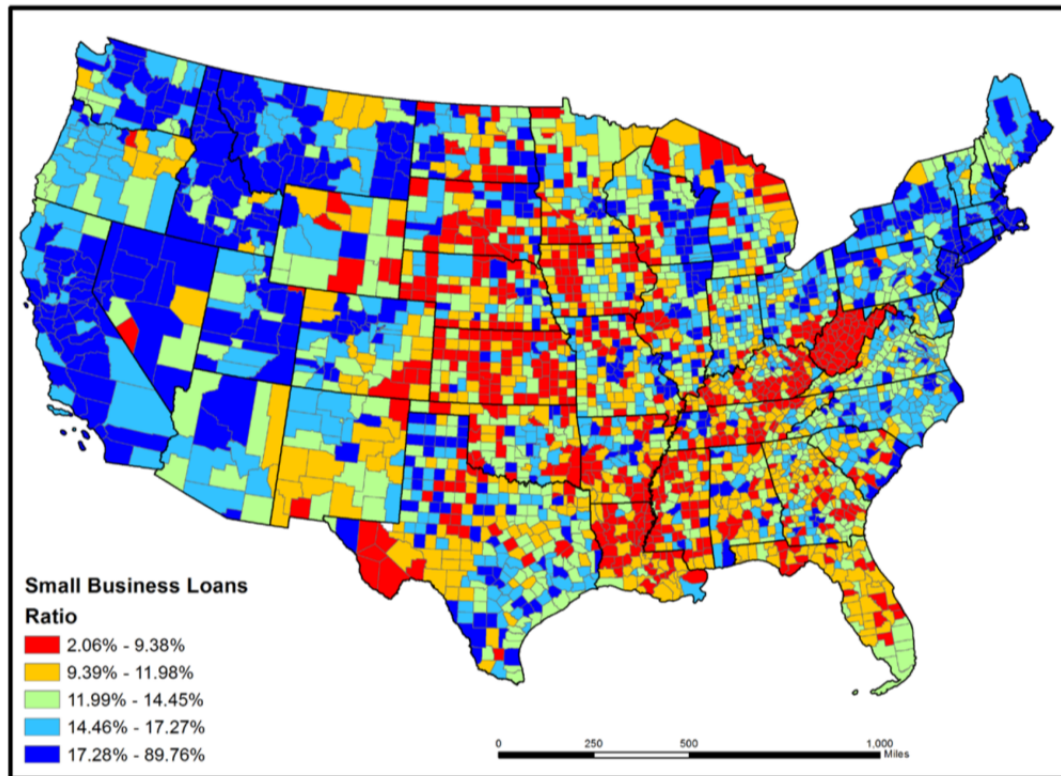 Small Business Loans
Ratio
2.06% - 9.38%
9.39% - 11.98%
11.99% - 14.45%
14.46% - 17.27%
17.28% - 89.76%
0 250 500 1,000
Miles